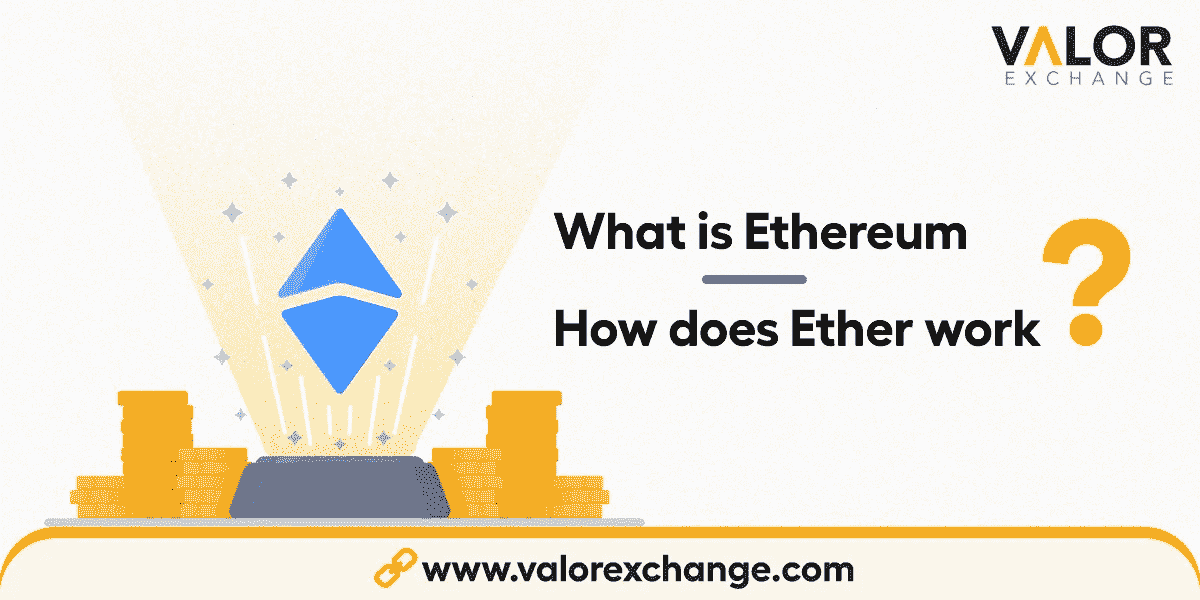 VALOR
EXCHANGE
What is Ethereum
How does Ether work
?
www.valorexchange.com